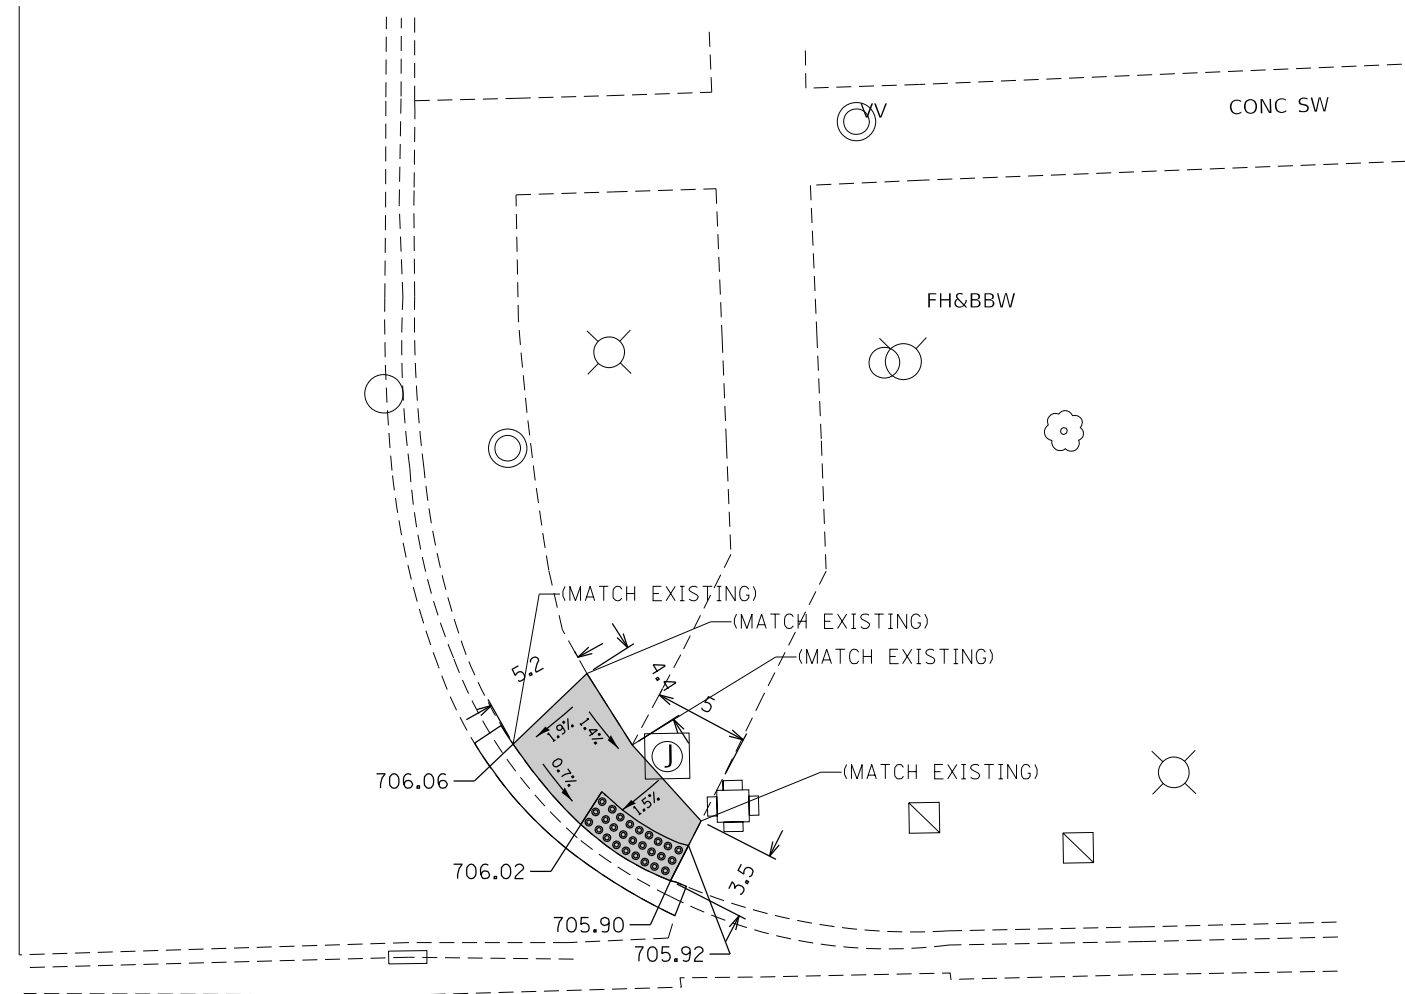 VV
CONC SW
FH&BBW
(MATCH EXISTING)
(MATCH EXISTING)
(MATCH EXISTING)
5.2
4.4
5
1.9%
1.4%
J
706.06
0.7%
(MATCH EXISTING)
1.5%
706.02
3.5
705.90
705.92